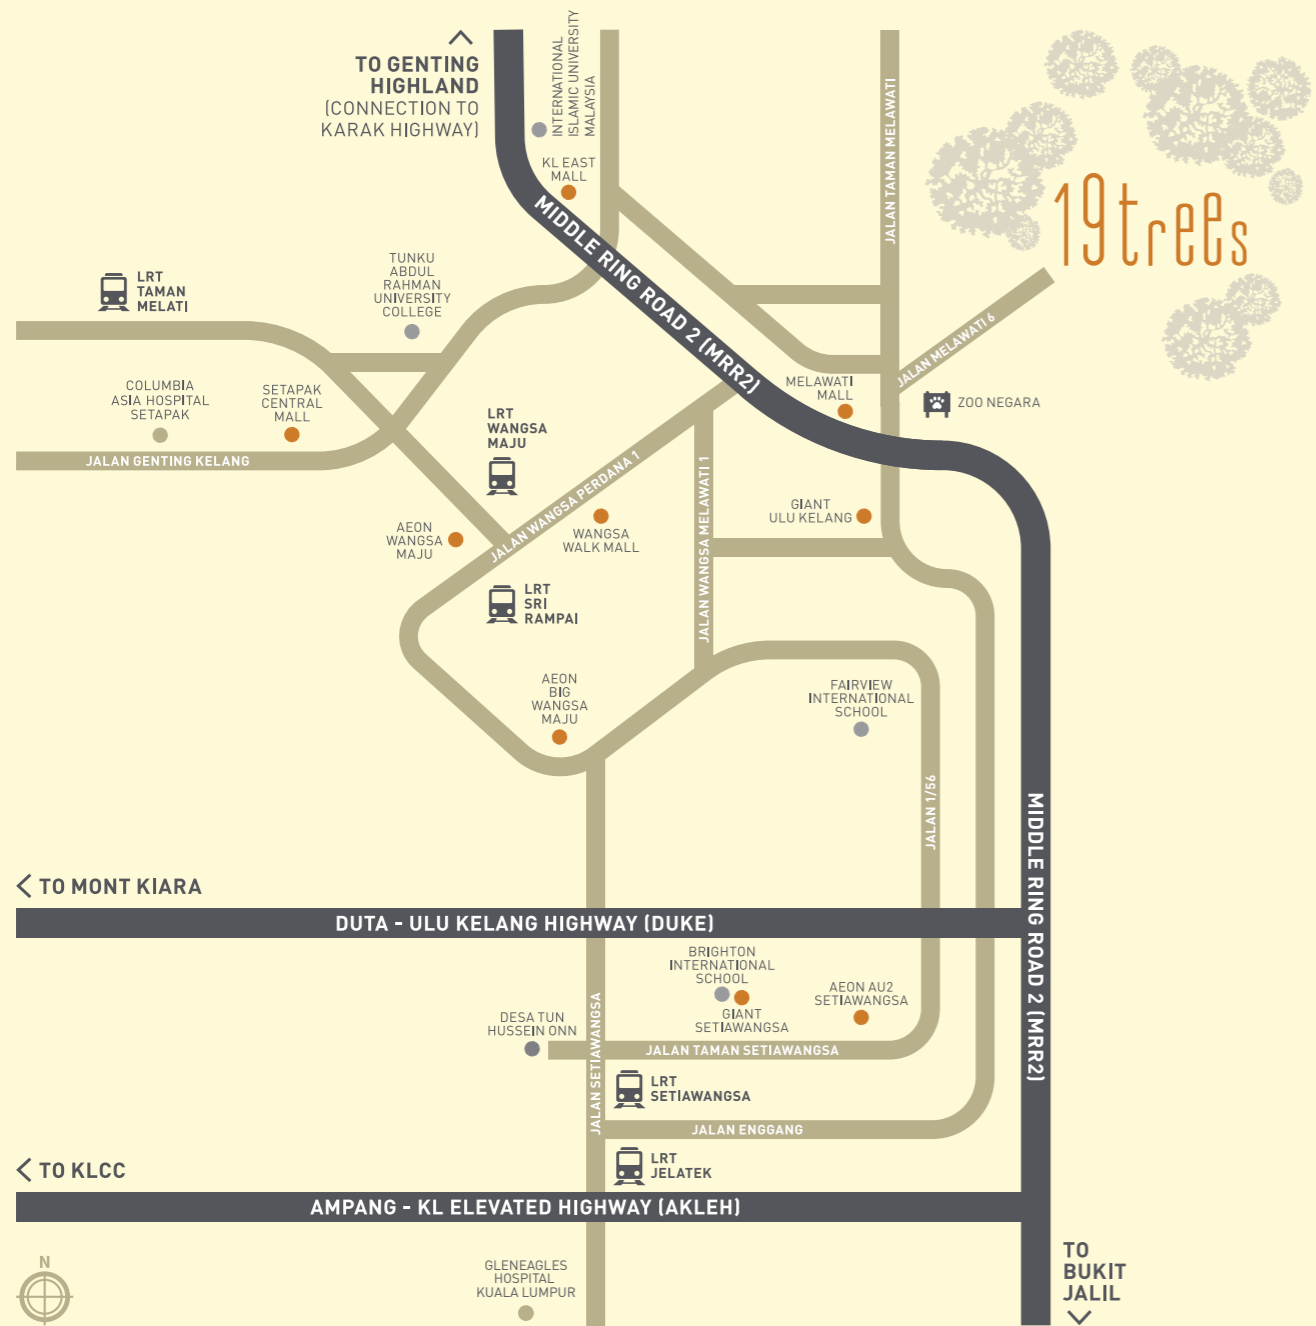 TO GENTING
HIGHLAND
(CONNECTION TO
KARAK HIGHWAY)
INTERNATIONAL
ISLAMIC UNIVERSITY
MALAYSIA
KL EAST
MALL
JALAN TAMAN MELAWATI
19trees
MIDDLE RING ROAD 2 (MRR2)
TUNKU
ABDUL
RAHMAN
UNIVERSITY
COLLEGE
LRT
TAMAN
MELATI
JALAN MELAWATI 6
COLUMBIA
ASIA HOSPITAL
SETAPAK
SETAPAK
CENTRAL
MALL
MELAWATI
MALL
ZOO NEGARA
LRT
WANGSA
MAJU
JALAN GENTING KELANG
JALAN WANGSA PERDANA 1
JALAN WANGSA MELAWATI 1
GIANT
ULU KELANG
AEON
WANGSA
MAJU
WANGSA
WALK MALL
LRT
SRI
RAMPAI
AEON
BIG
WANGSA
MAJU
FAIRVIEW
INTERNATIONAL
SCHOOL
JALAN 1/56
MIDDLE RING ROAD 2 (MRR2)
TO MONT KIARA
DUTA - ULU KELANG HIGHWAY (DUKE)
BRIGHTON
INTERNATIONAL
SCHOOL
GIANT
SETIAWANGSA
AEON AU2
SETIAWANGSA
DESA TUN
HUSSEIN ONN
JALAN SETIAWANGSA
JALAN TAMAN SETIAWANGSA
LRT
SETIAWANGSA
JALAN ENGGANG
LRT
JELATEK
TO KLCC
AMPANG - KL ELEVATED HIGHWAY (AKLEH)
N
GLENEAGLES
HOSPITAL
KUALA LUMPUR
TO
BUKIT
JALIL